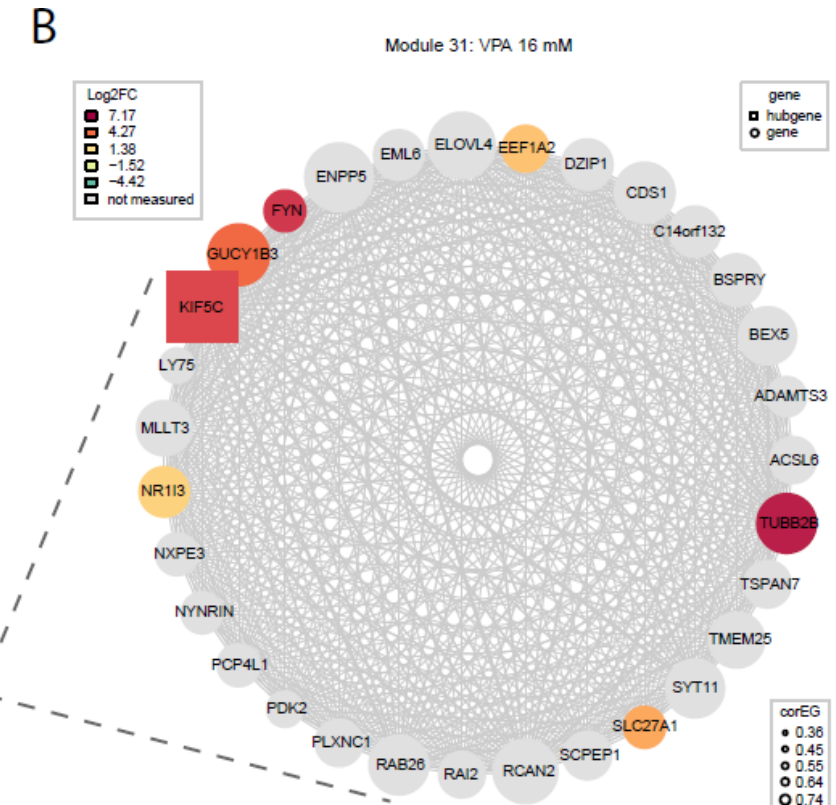 B
Module 31: VPA 16 mM
Log2FC
7.17
4.27
1.38
−1.52
−4.42
not measured
gene
hubgene
gene
ELOVL4
EEF1A2
EML6
DZIP1
ENPP5
CDS1
FYN
C14orf132
GUCY1B3
BSPRY
KIF5C
BEX5
LY75
ADAMTS3
MLLT3
ACSL6
NR1I3
TUBB2B
NXPE3
TSPAN7
NYNRIN
TMEM25
PCP4L1
SYT11
PDK2
SLC27A1
PLXNC1
SCPEP1
RAB26
RAI2
RCAN2
corEG
0.36
0.45
0.55
0.64
0.74